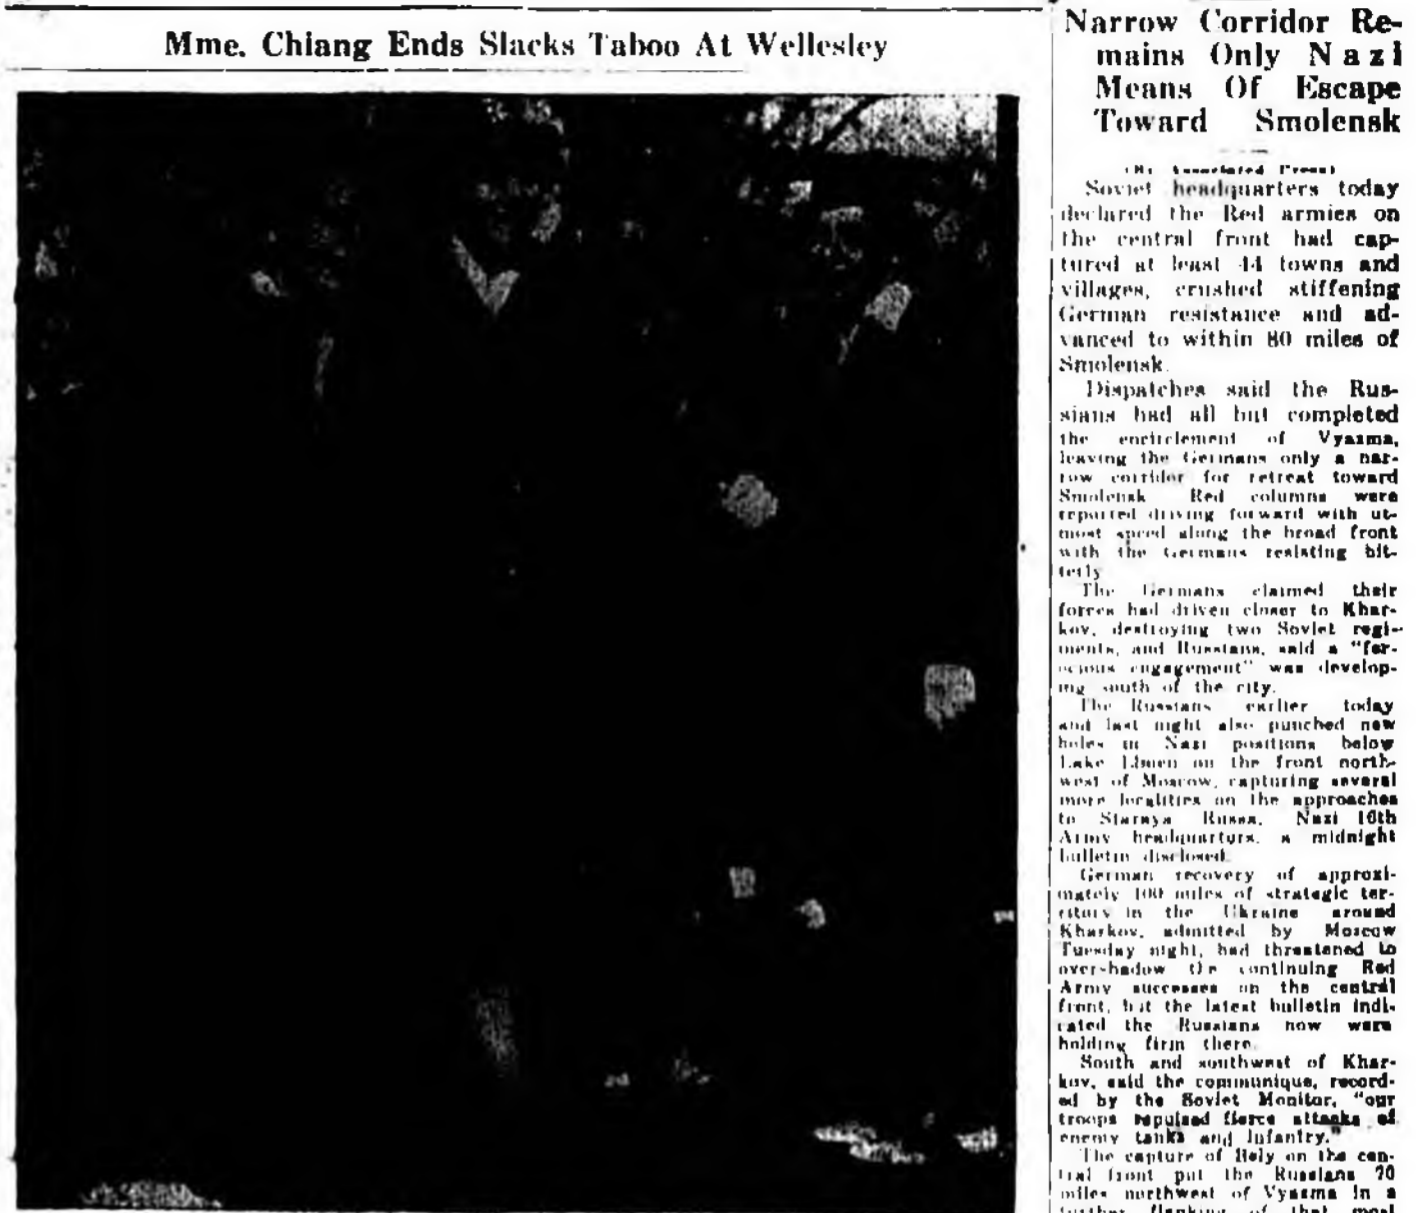 Mme. Chiang Ends Slacks Taboo At Wellesley
Narrow Corridor Re-
mains Only Nazi
Means Of Escape
Toward Smolensk
(By Associated Press)
Soviet headquarters today
declared the Red armies on
the central front had cap-
tured at least 44 towns and
villages, crushed stiffening
German resistance and ad-
vanced to within 80 miles of
Smolensk.
Dispatches said the Rus-
sians had all but completed
the encirclement of Vyazma,
leaving the Germans only a nar-
row corridor for retreat toward
Smolensk Red columns were
reported driving forward with ut-
most speed along the broad front
with the Germans resisting bit-
terly
The Germans claimed their
forces had driven closer to Khar-
kov, destroying two Soviet regi-
ments, and Russians, said a "fer-
ocious engagement" was develop-
ing south of the city.
The Russians earlier today
and last night also punched new
holes in Nazi positions below
Lake Ilmen on the front north-
west of Moscow, capturing several
more localities on the approaches
to Staraya Russa, Nazi 16th
Army headquarters, a midnight
bulletin disclosed.
German recovery of approxi-
mately 100 miles of strategic ter-
ritory in the Ukraine around
Kharkov, admitted by Moscow
Tuesday night, had threatened to
overshadow the continuing Red
Army successes on the central
front, but the latest bulletin indi-
cated the Russians now were
holding firm there.
South and southwest of Khar-
kov, said the communique, record-
ed by the Soviet Monitor, "our
troops repulsed fierce attacks of
enemy tanks and infantry."
The capture of Bely on the cen-
tral front put the Russians 70
miles northwest of Vyazma in a
further flanking of that most